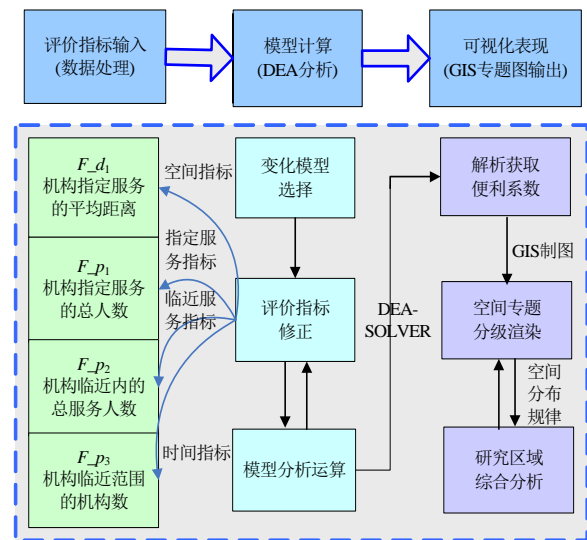 评价指标输入
(数据处理)
模型计算
(DEA分析)
可视化表现
(GIS专题图输出)
F_d₁
机构指定服务
的平均距离
F_p₁
机构指定服务
的总人数
F_p₂
机构临近内的
总服务人数
F_p₃
机构临近范围
的机构数
空间指标
指定服
务指标
临近服
务指标
时间指标
变化模型
选择
评价指标
修正
模型分析运算
DEA-
SOLVER
解析获取
便利系数
GIS制图
空间专题
分级渲染
空间
分布
规律
研究区域
综合分析